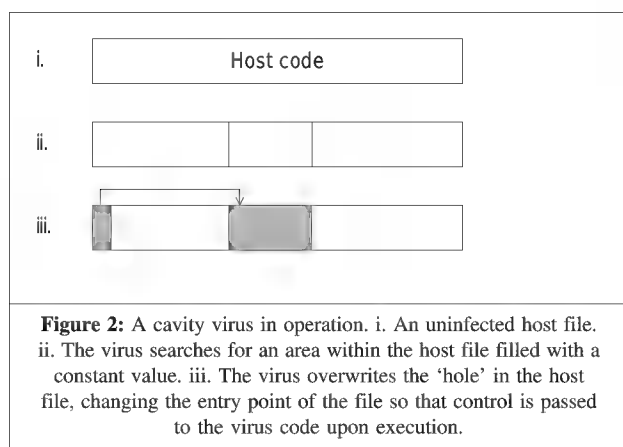 i.
Host code
ii.
iii.
Figure 2: A cavity virus in operation. i. An uninfected host file.
ii. The virus searches for an area within the host file filled with a
constant value. iii. The virus overwrites the ‘hole’ in the host
file, changing the entry point of the file so that control is passed
to the virus code upon execution.